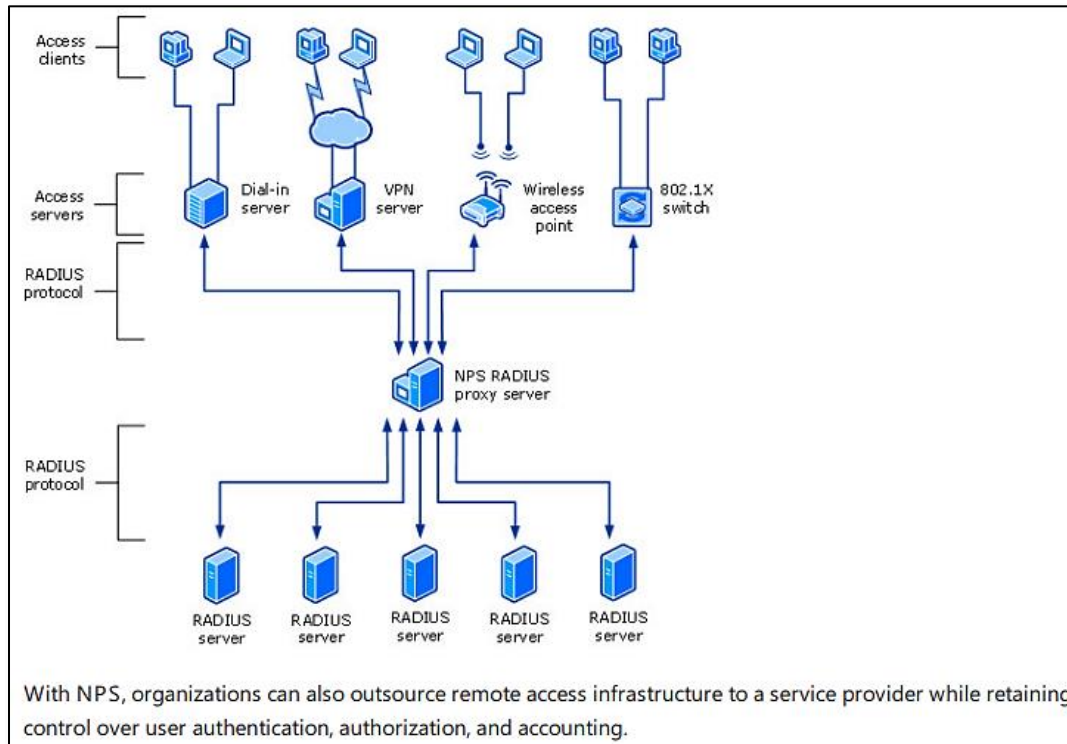 Access
clients
Access
servers
Dial-in
server
VPN
server
Wireless
access
point
802.1X
switch
RADIUS
protocol
NPS RADIUS
proxy server
RADIUS
protocol
RADIUS
server
RADIUS
server
RADIUS
server
RADIUS
server
RADIUS
server
With NPS, organizations can also outsource remote access infrastructure to a service provider while retaining
control over user authentication, authorization, and accounting.